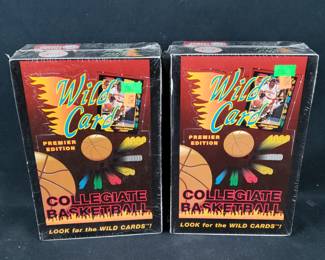 Wild
Card
PREMIER
EDITION
COLLEGIATE
BASKETBALL
LOOK for the WILD CARDS™!
Wild
Card
PREMIER
EDITION
COLLEGIATE
BASKETBALL
LOOK for the WILD CARDS™!